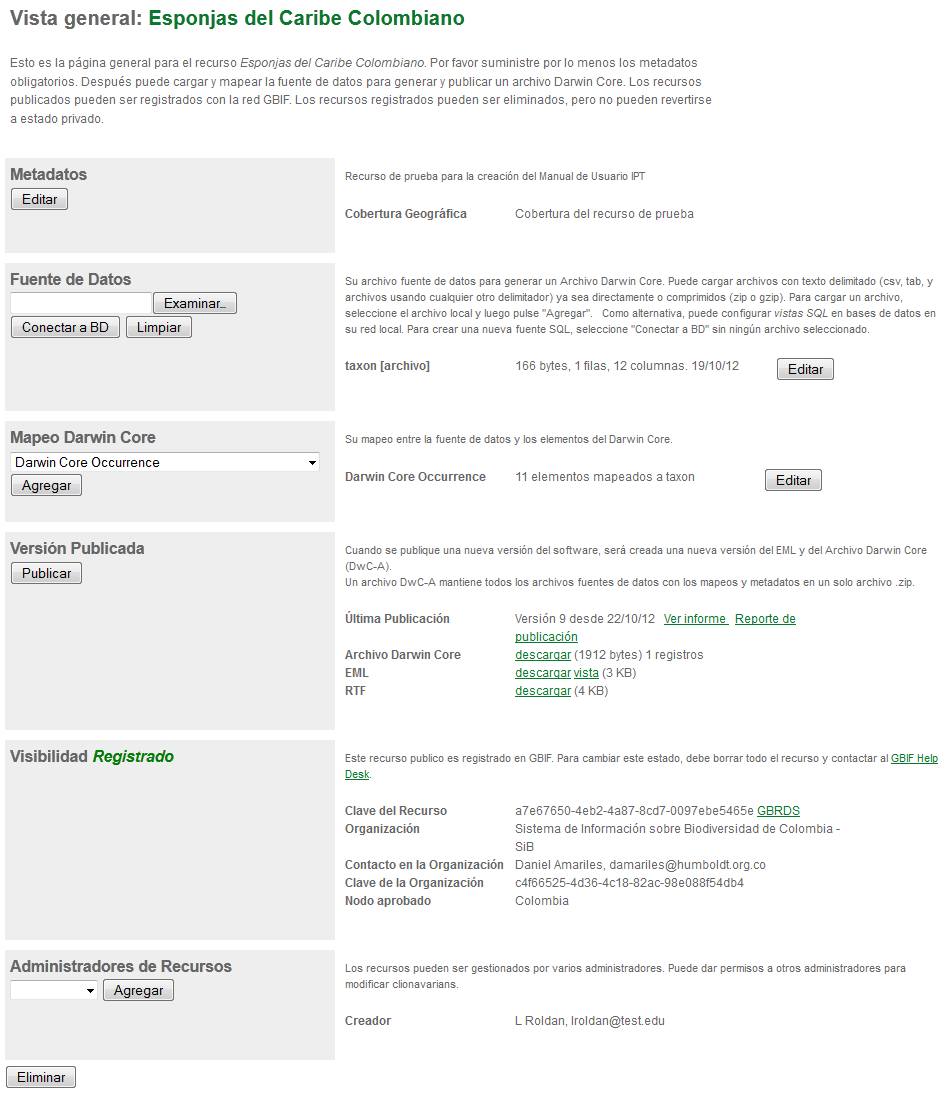 Vista general: Esponjas del Caribe Colombiano
Esto es la página general para el recurso Esponjas del Caribe Colombiano. Por favor suministre por lo menos los metadatos
obligatorios. Después puede cargar y mapear la fuente de datos para generar y publicar un archivo Darwin Core. Los recursos
publicados pueden ser registrados con la red GBIF. Los recursos registrados pueden ser eliminados, pero no pueden revertirse
a estado privado.
Metadatos
Editar
Recurso de prueba para la creación del Manual de Usuario IPT
Cobertura Geográfica Cobertura del recurso de prueba
Fuente de Datos
Examinar..
Conectar a BD Limpiar
Su archivo fuente de datos para generar un Archivo Darwin Core. Puede cargar archivos con texto delimitado (csv, tab, y
archivos usando cualquier otro delimitador) ya sea directamente o comprimidos (zip o gzip). Para cargar un archivo,
seleccione el archivo local y luego pulse "Agregar". Como alternativa, puede configurar vistas SQL en bases de datos en
su red local. Para crear una nueva fuente SQL, seleccione "Conectar a BD" sin ningún archivo seleccionado.
taxon [archivo] 166 bytes, 1 filas, 12 columnas. 19/10/12 Editar
Mapeo Darwin Core
Darwin Core Occurrence
Agregar
Su mapeo entre la fuente de datos y los elementos del Darwin Core.
Darwin Core Occurrence 11 elementos mapeados a taxon Editar
Versión Publicada
Publicar
Cuando se publique una nueva versión del software, será creada una nueva versión del EML y del Archivo Darwin Core
(DwC-A).
Un archivo DwC-A mantiene todos los archivos fuentes de datos con los mapeos y metadatos en un solo archivo .zip.
Última Publicación Versión 9 desde 22/10/12 Ver informe Reporte de
publicación
Archivo Darwin Core descargar (1912 bytes) 1 registros
EML descargar vista (3 KB)
RTF descargar (4 KB)
Visibilidad Registrado
Este recurso publico es registrado en GBIF. Para cambiar este estado, debe borrar todo el recurso y contactar al GBIF Help
Desk.
Clave del Recurso a7e67650-4eb2-4a87-8cd7-0097ebe5465e GBRDS
Organización Sistema de Información sobre Biodiversidad de Colombia -
SiB
Contacto en la Organización Daniel Amariles, damariles@humboldt.org.co
Clave de la Organización c4f66525-4d36-4c18-82ac-98e088f54db4
Nodo aprobado Colombia
Administradores de Recursos
Agregar
Los recursos pueden ser gestionados por varios administradores. Puede dar permisos a otros administradores para
modificar clionavarians.
Creador L Roldan, lroldan@test.edu
Eliminar